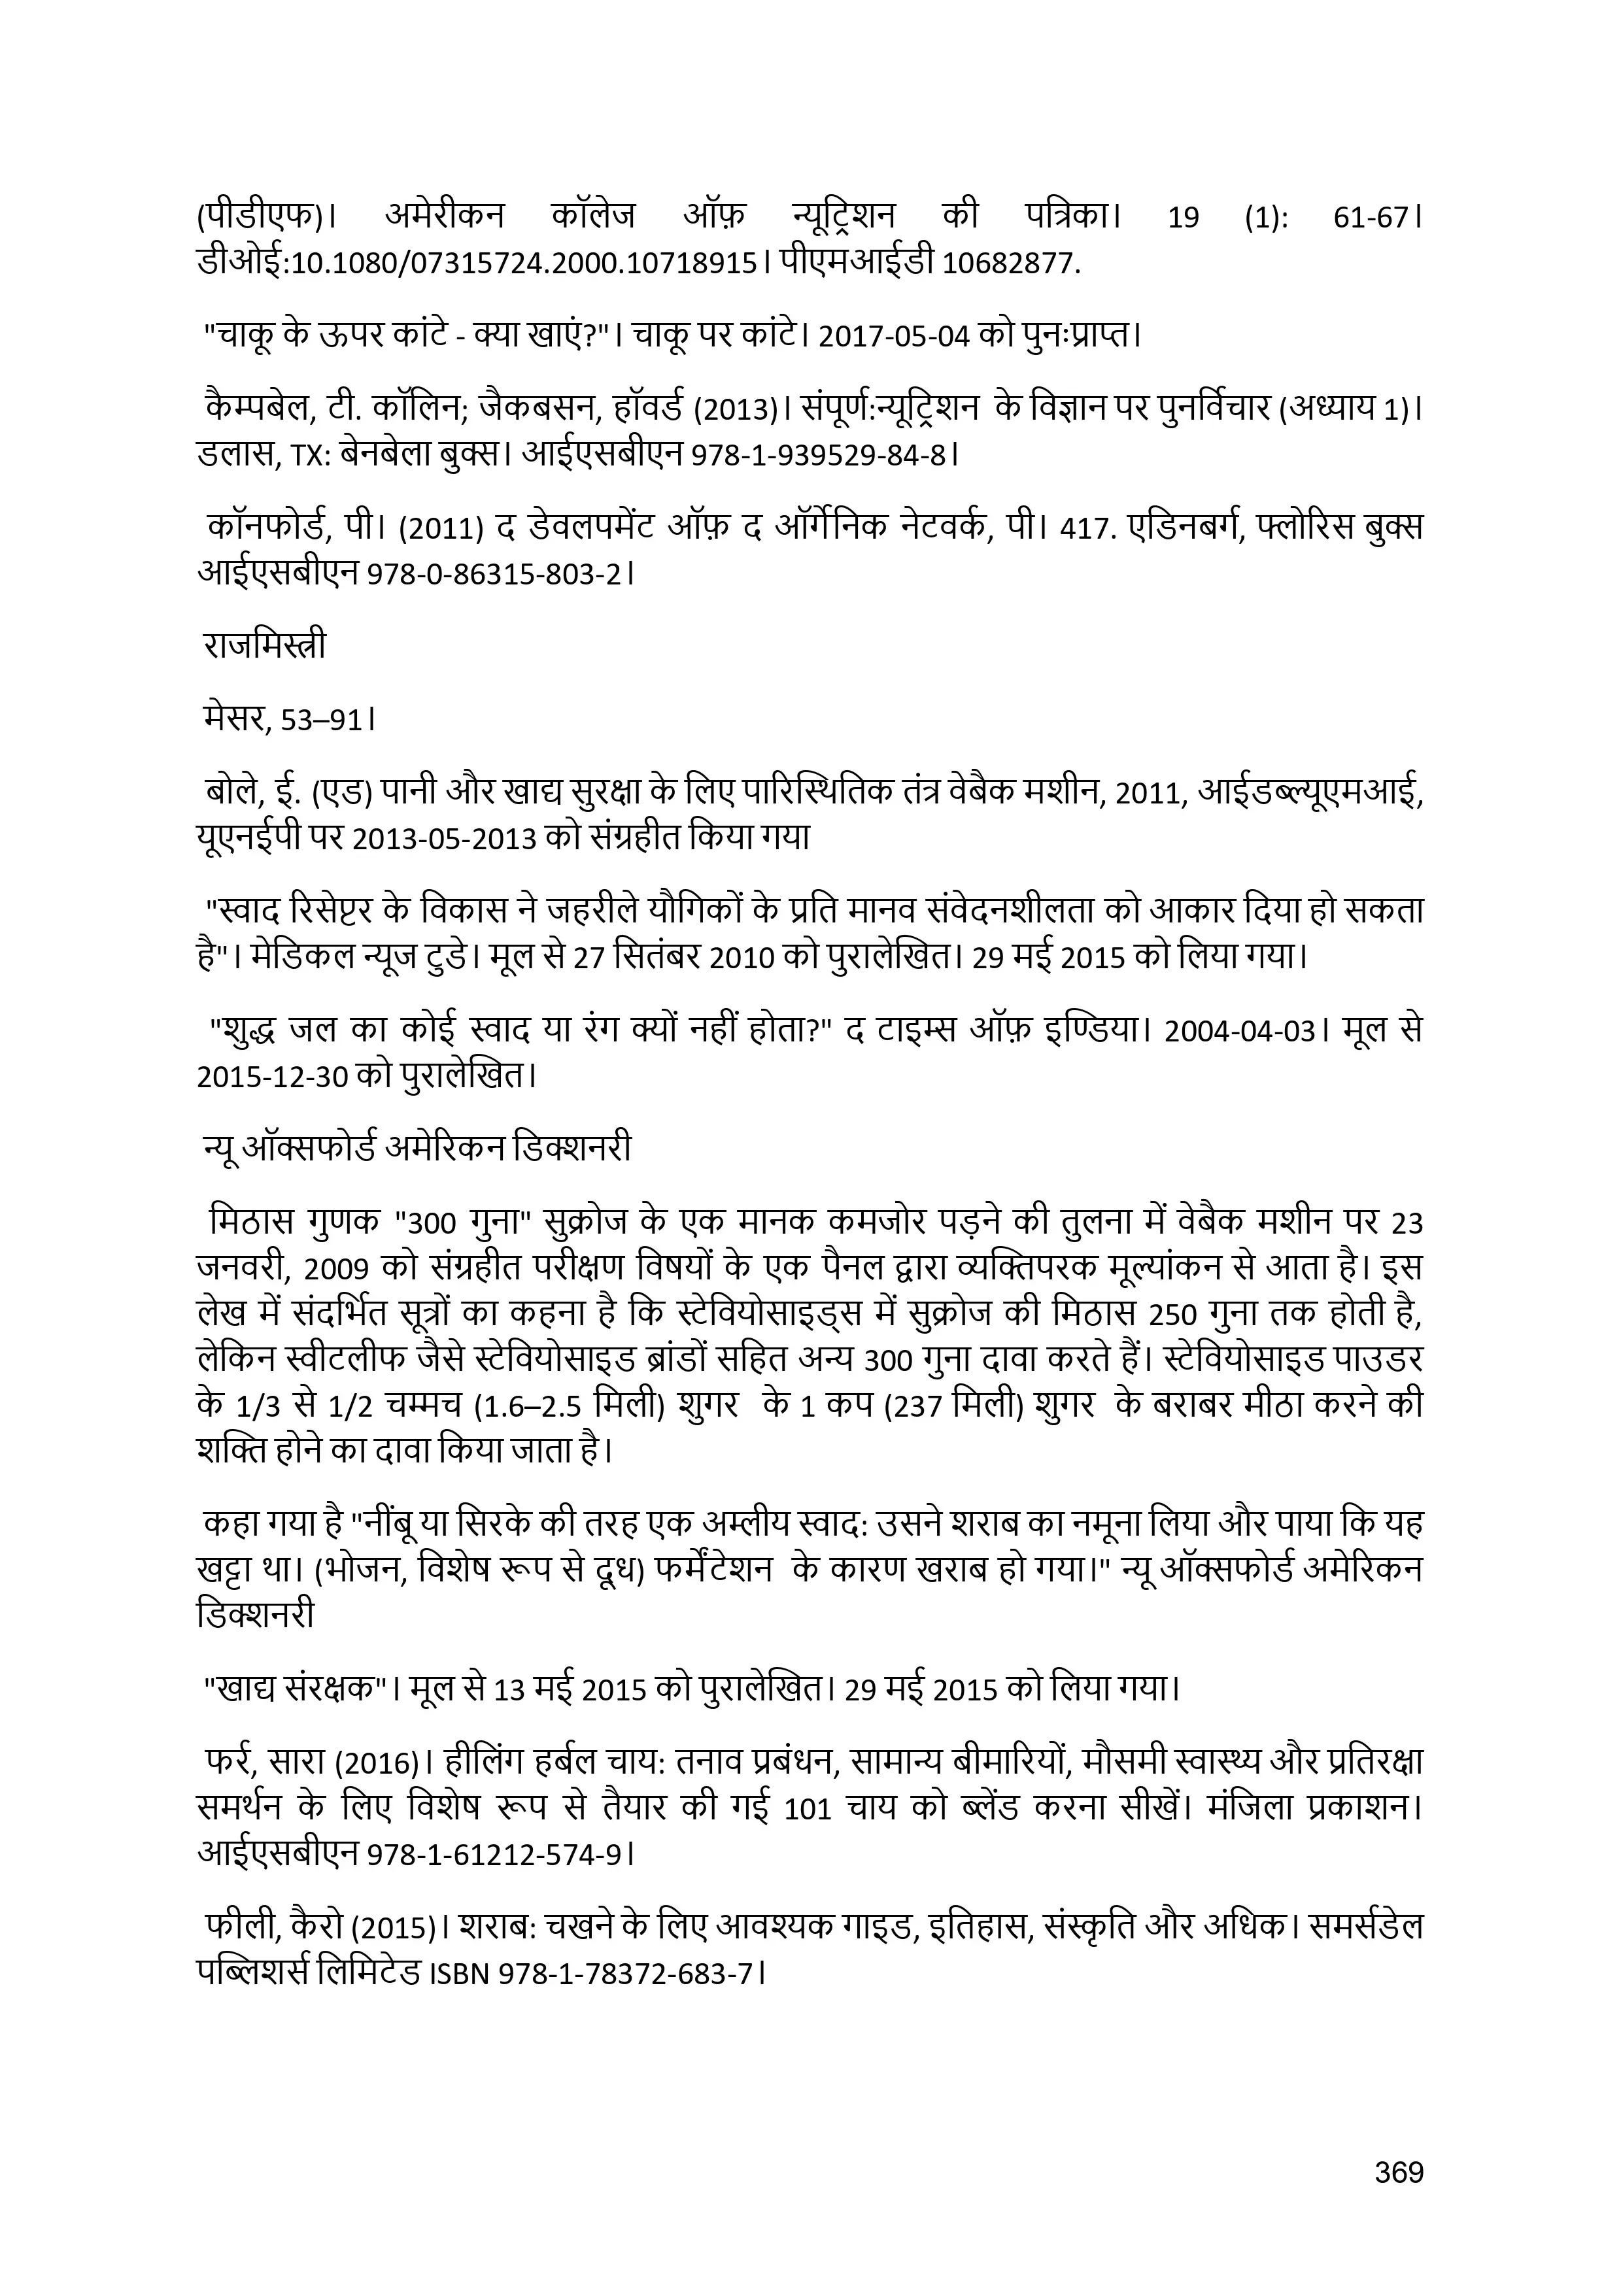 (पीडीएफ)। अमेरीकन कॉलेज ऑफ़ न्यूट्रिशन की पत्रिका। 19 (1): 61-67।
डीओई:10.1080/07315724.2000.10718915। पीएमआईडी 10682877.
"चाकू के ऊपर कांटे - क्या खाएं?"। चाकू पर कांटे। 2017-05-04 को पुनःप्राप्त।
कैम्पबेल, टी. कॉलिन; जैकबसन, हॉवर्ड (2013)। संपूर्ण:न्यूट्रिशन के विज्ञान पर पुनर्विचार (अध्याय 1)।
डलास, TX: बेनबेला बुक्स। आईएसबीएन 978-1-939529-84-8।
कॉनफोर्ड, पी। (2011) द डेवलपमेंट ऑफ़ द ऑर्गेनिक नेटवर्क, पी। 417. एडिनबर्ग, फ्लोरिस बुक्स
आईएसबीएन 978-0-86315-803-2।
राजमिस्त्री
मेसर, 53–91।
बोले, ई. (एड) पानी और खाद्य सुरक्षा के लिए पारिस्थितिक तंत्र वेबैक मशीन, 2011, आईडब्ल्यूएमआई,
यूएनईपी पर 2013-05-2013 को संग्रहीत किया गया
"स्वाद रिसेप्टर के विकास ने जहरीले यौगिकों के प्रति मानव संवेदनशीलता को आकार दिया हो सकता
है"। मेडिकल न्यूज टुडे। मूल से 27 सितंबर 2010 को पुरालेखित। 29 मई 2015 को लिया गया।
"शुद्ध जल का कोई स्वाद या रंग क्यों नहीं होता?" द टाइम्स ऑफ़ इण्डिया। 2004-04-03। मूल से
2015-12-30 को पुरालेखित।
न्यू ऑक्सफोर्ड अमेरिकन डिक्शनरी
मिठास गुणक "300 गुना" सुक्रोज के एक मानक कमजोर पड़ने की तुलना में वेबैक मशीन पर 23
जनवरी, 2009 को संग्रहीत परीक्षण विषयों के एक पैनल द्वारा व्यक्तिपरक मूल्यांकन से आता है। इस
लेख में संदर्भित सूत्रों का कहना है कि स्टेवियोसाइड्स में सुक्रोज की मिठास 250 गुना तक होती है,
लेकिन स्वीटलीफ जैसे स्टेवियोसाइड ब्रांडों सहित अन्य 300 गुना दावा करते हैं। स्टेवियोसाइड पाउडर
के 1/3 से 1/2 चम्मच (1.6–2.5 मिली) शुगर के 1 कप (237 मिली) शुगर के बराबर मीठा करने की
शक्ति होने का दावा किया जाता है।
कहा गया है "नींबू या सिरके की तरह एक अम्लीय स्वाद: उसने शराब का नमूना लिया और पाया कि यह
खट्टा था। (भोजन, विशेष रूप से दूध) फर्मेंटेशन के कारण खराब हो गया।" न्यू ऑक्सफोर्ड अमेरिकन
डिक्शनरी
"खाद्य संरक्षक"। मूल से 13 मई 2015 को पुरालेखित। 29 मई 2015 को लिया गया।
फर्र, सारा (2016)। हीलिंग हर्बल चाय: तनाव प्रबंधन, सामान्य बीमारियों, मौसमी स्वास्थ्य और प्रतिरक्षा
समर्थन के लिए विशेष रूप से तैयार की गई 101 चाय को ब्लेंड करना सीखें। मंजिला प्रकाशन।
आईएसबीएन 978-1-61212-574-9।
फीली, कैरो (2015)। शराब: चखने के लिए आवश्यक गाइड, इतिहास, संस्कृति और अधिक। समर्सडेल
पब्लिशर्स लिमिटेड ISBN 978-1-78372-683-7।
369